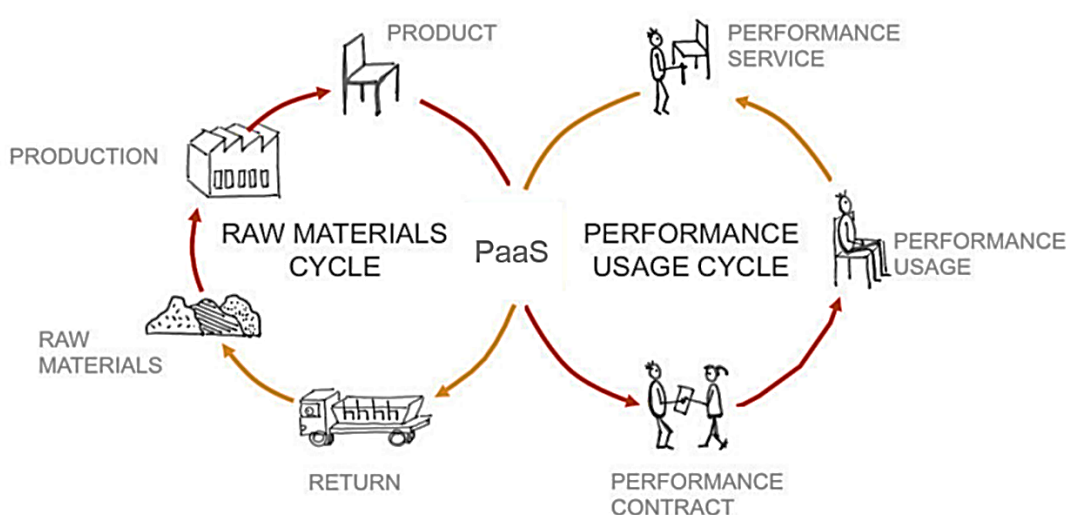 PRODUCT
PERFORMANCE
SERVICE
PRODUCTION
RAW MATERIALS
CYCLE
PaaS
PERFORMANCE
USAGE CYCLE
PERFORMANCE
USAGE
RAW
MATERIALS
RETURN
PERFORMANCE
CONTRACT